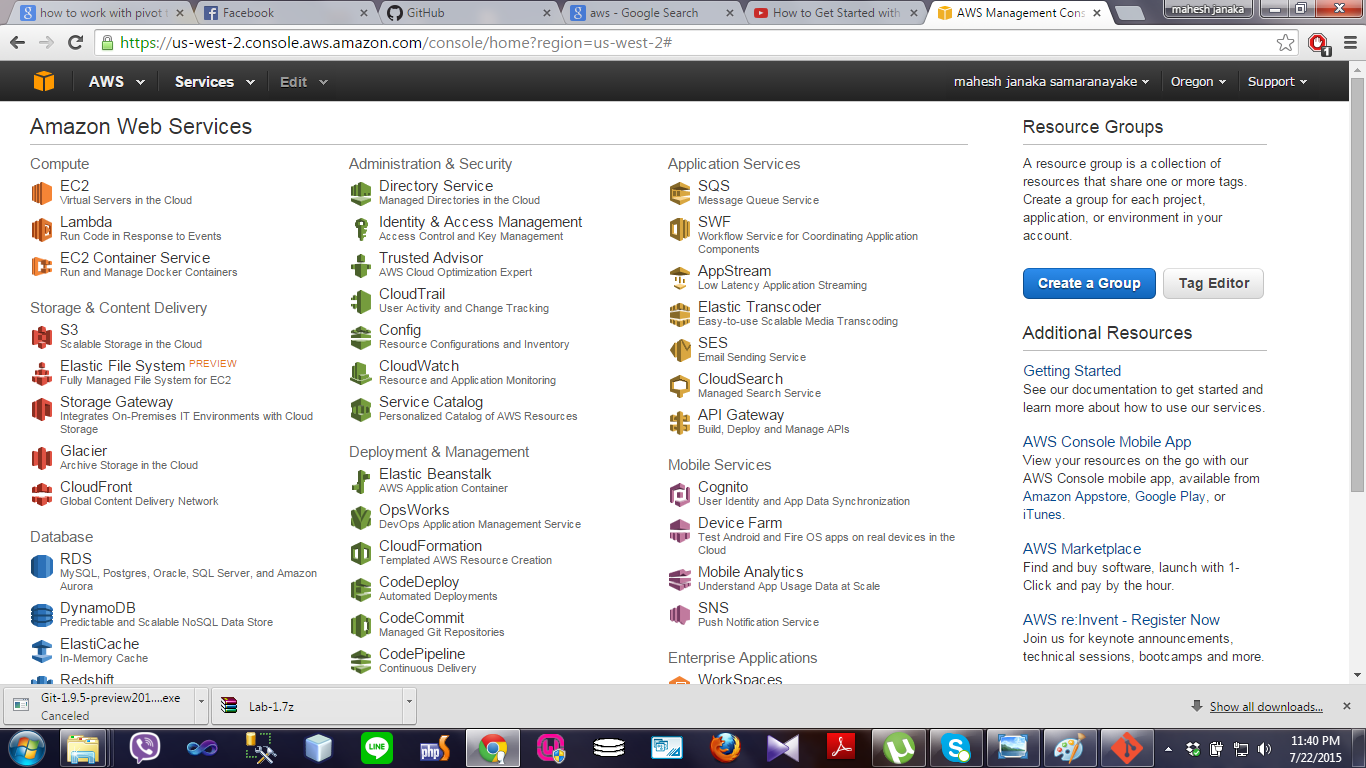 how to work with pivot t
Facebook
GitHub
aws - Google Search
How to Get Started with
AWS Management Cons
mahesh janaka
https://us-west-2.console.aws.amazon.com/console/home?region=us-west-2#
1
AWS
Services
Edit
mahesh janaka samaranayake
Oregon
Support
Amazon Web Services
Compute
EC2
Virtual Servers in the Cloud
Lambda
Run Code in Response to Events
EC2 Container Service
Run and Manage Docker Containers
Storage & Content Delivery
S3
Scalable Storage in the Cloud
Elastic File System PREVIEW
Fully Managed File System for EC2
Storage Gateway
Integrates On-Premises IT Environments with Cloud
Storage
Glacier
Archive Storage in the Cloud
CloudFront
Global Content Delivery Network
Database
RDS
MySQL, Postgres, Oracle, SQL Server, and Amazon
Aurora
DynamoDB
Predictable and Scalable NoSQL Data Store
ElastiCache
In-Memory Cache
Redshift
Administration & Security
Directory Service
Managed Directories in the Cloud
Identity & Access Management
Access Control and Key Management
Trusted Advisor
AWS Cloud Optimization Expert
CloudTrail
User Activity and Change Tracking
Config
Resource Configurations and Inventory
CloudWatch
Resource and Application Monitoring
Service Catalog
Personalized Catalog of AWS Resources
Deployment & Management
Elastic Beanstalk
AWS Application Container
OpsWorks
DevOps Application Management Service
CloudFormation
Templated AWS Resource Creation
CodeDeploy
Automated Deployments
CodeCommit
Managed Git Repositories
CodePipeline
Continuous Delivery
Application Services
SQS
Message Queue Service
SWF
Workflow Service for Coordinating Application
Components
AppStream
Low Latency Application Streaming
Elastic Transcoder
Easy-to-use Scalable Media Transcoding
SES
Email Sending Service
CloudSearch
Managed Search Service
API Gateway
Build, Deploy and Manage APIs
Mobile Services
Cognito
User Identity and App Data Synchronization
Device Farm
Test Android and Fire OS apps on real devices in the
Cloud
Mobile Analytics
Understand App Usage Data at Scale
SNS
Push Notification Service
Enterprise Applications
WorkSpaces
Resource Groups
A resource group is a collection of
resources that share one or more tags.
Create a group for each project,
application, or environment in your
account.
Create a Group
Tag Editor
Additional Resources
Getting Started
See our documentation to get started and
learn more about how to use our services.
AWS Console Mobile App
View your resources on the go with our
AWS Console mobile app, available from
Amazon Appstore, Google Play, or
iTunes.
AWS Marketplace
Find and buy software, launch with 1-
Click and pay by the hour.
AWS re:Invent - Register Now
Join us for keynote announcements,
technical sessions, bootcamps and more.
Git-1.9.5-preview201....exe
Canceled
Lab-1.7z
Show all downloads...
LINE
php
11:40 PM
7/22/2015